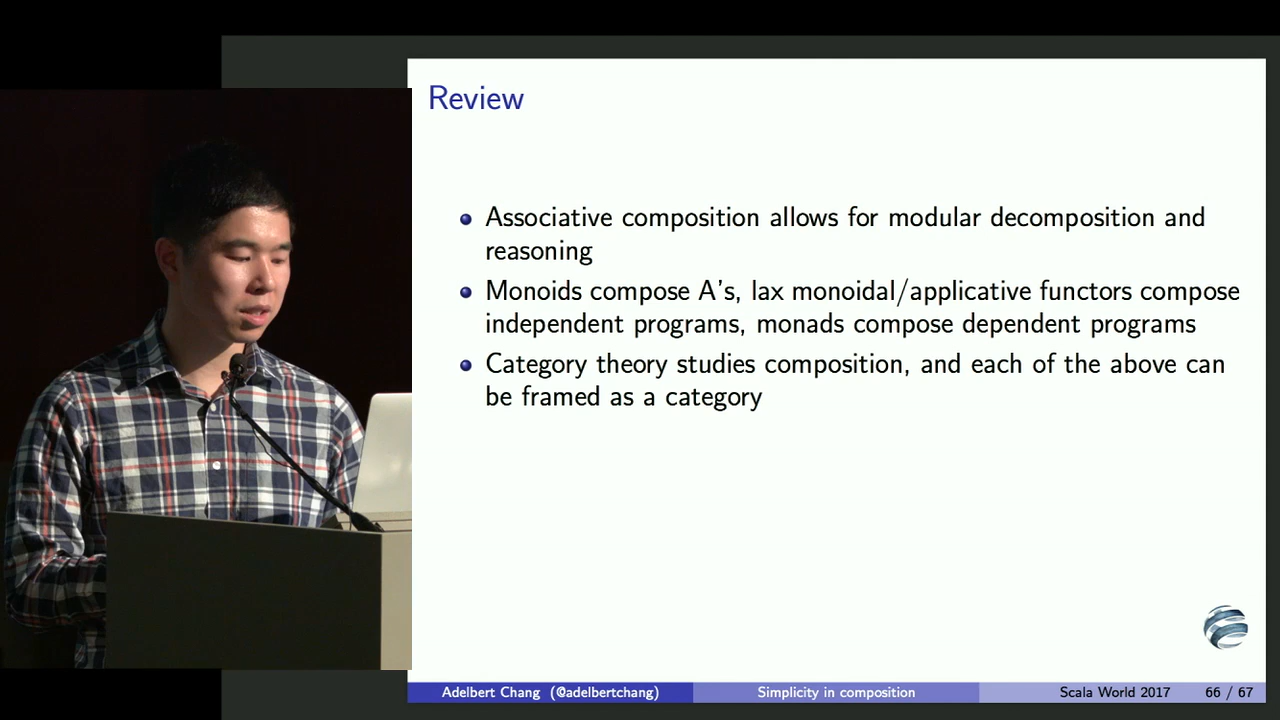 Review
Associative composition allows for modular decomposition and
reasoning
Monoids compose A's, lax monoidal/applicative functors compose
independent programs, monads compose dependent programs
Category theory studies composition, and each of the above can
be framed as a category
Adelbert Chang (@adelbertchang)
Simplicity in composition
Scala World 2017
66 / 67